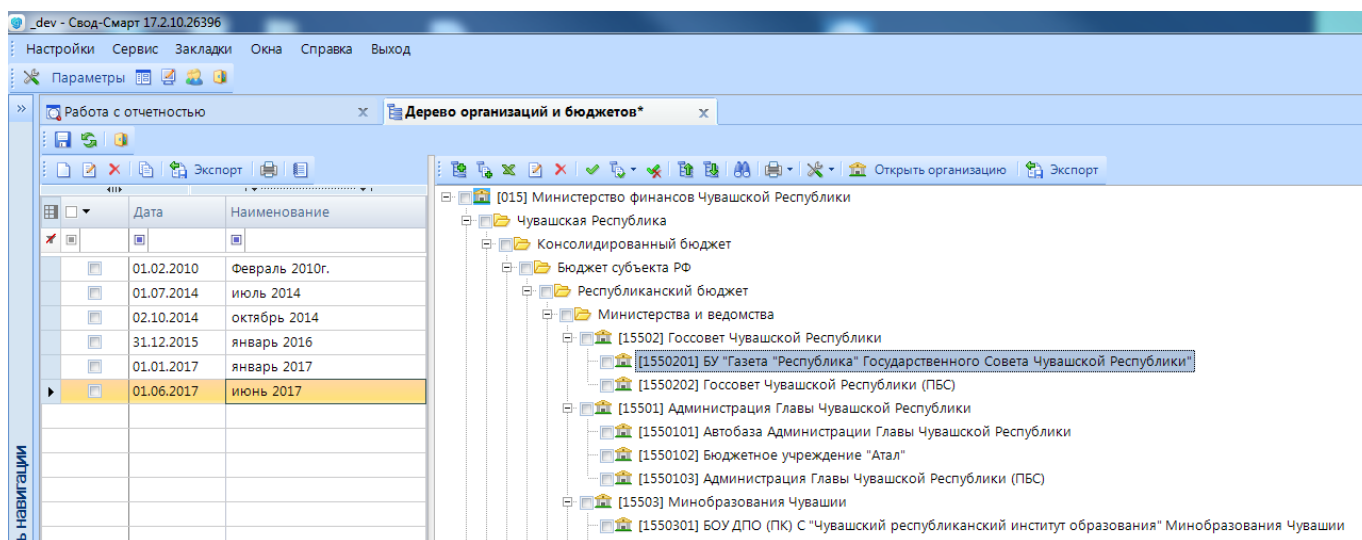 _dev - Свод-Смарт 17.2.10.26396
Настройки Сервис Закладки Окна Справка Выход
Параметры
Работа с отчетностью x Дерево организаций и бюджетов* x
Экспорт Открыть организацию Экспорт
Дата Наименование
01.02.2010 Февраль 2010г.
01.07.2014 июль 2014
02.10.2014 октябрь 2014
31.12.2015 январь 2016
01.01.2017 январь 2017
01.06.2017 июнь 2017
[015] Министерство финансов Чувашской Республики
Чувашская Республика
Консолидированный бюджет
Бюджет субъекта РФ
Республиканский бюджет
Министерства и ведомства
[15502] Госсовет Чувашской Республики
[1550201] БУ "Газета "Республика" Государственного Совета Чувашской Республики"
[1550202] Госсовет Чувашской Республики (ПБС)
[15501] Администрация Главы Чувашской Республики
[1550101] Автобаза Администрации Главы Чувашской Республики
[1550102] Бюджетное учреждение "Атал"
[1550103] Администрация Главы Чувашской Республики (ПБС)
[15503] Минобразования Чувашии
[1550301] БОУ ДПО (ПК) С "Чувашский республиканский институт образования" Минобразования Чувашии
ь навигации